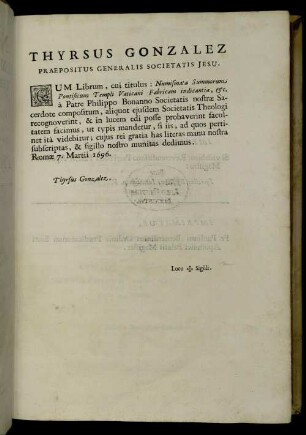 THYRSUS GONZALEZ
PRAEPOSITUS GENERALIS SOCIETATIS JESU.
CUM Librum, cui titulus: Numismata Summorum
Pontificum Templi Vaticani Fabricam indicantia, &c.
à Patre Philippo Bonanno Societatis nostræ Sa-
cerdote compositum, aliquot ejusdem Societatis Theologi
recognoverint, & in lucem edi posse probaverint facul-
tatem facimus, ut typis mandetur, si iis, ad quos perti-
net ità videbitur; cujus rei gratia has literas manu nostra
subscriptas, & sigillo nostro munitas dedimus.
Romæ 7. Martii 1696.
Thyrsus Gonzalez.
Loco ✠ sigilli.